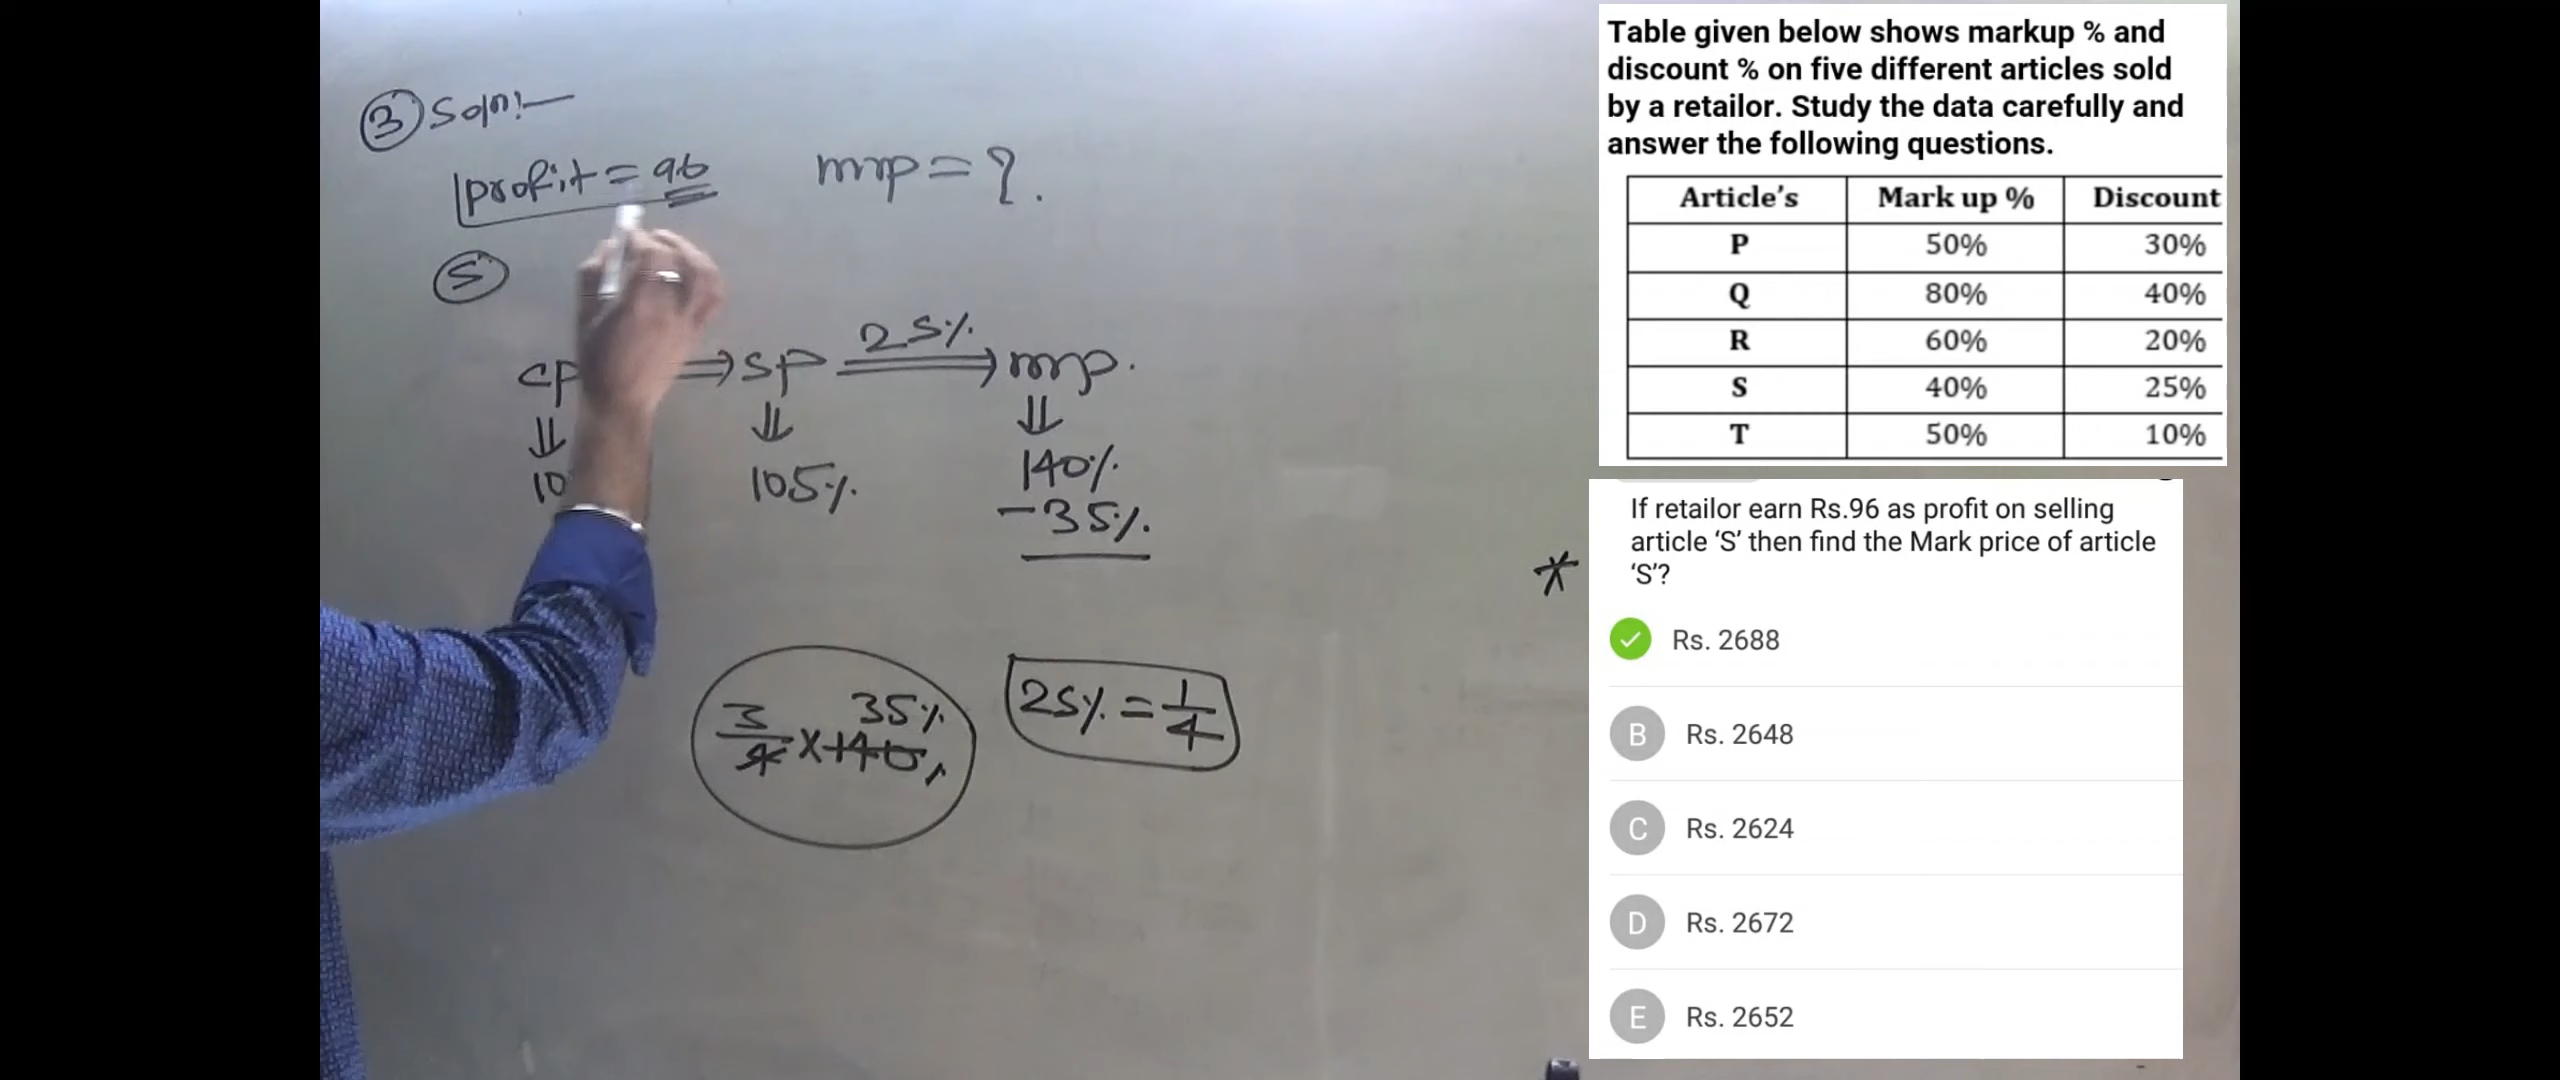 3 Soln:-
profit = 96 mp = ?
S
cp ⇒ sp 25% ⇒ mp.
⇓ ⇓ ⇓
10 105% 140%
-35%
3/4 x 140% 35%
25% = 1/4
*
Table given below shows markup % and
discount % on five different articles sold
by a retailor. Study the data carefully and
answer the following questions.
Article's Mark up % Discount
P 50% 30%
Q 80% 40%
R 60% 20%
S 40% 25%
T 50% 10%
If retailor earn Rs.96 as profit on selling
article ‘S’ then find the Mark price of article
‘S’?
Rs. 2688
B Rs. 2648
C Rs. 2624
D Rs. 2672
E Rs. 2652